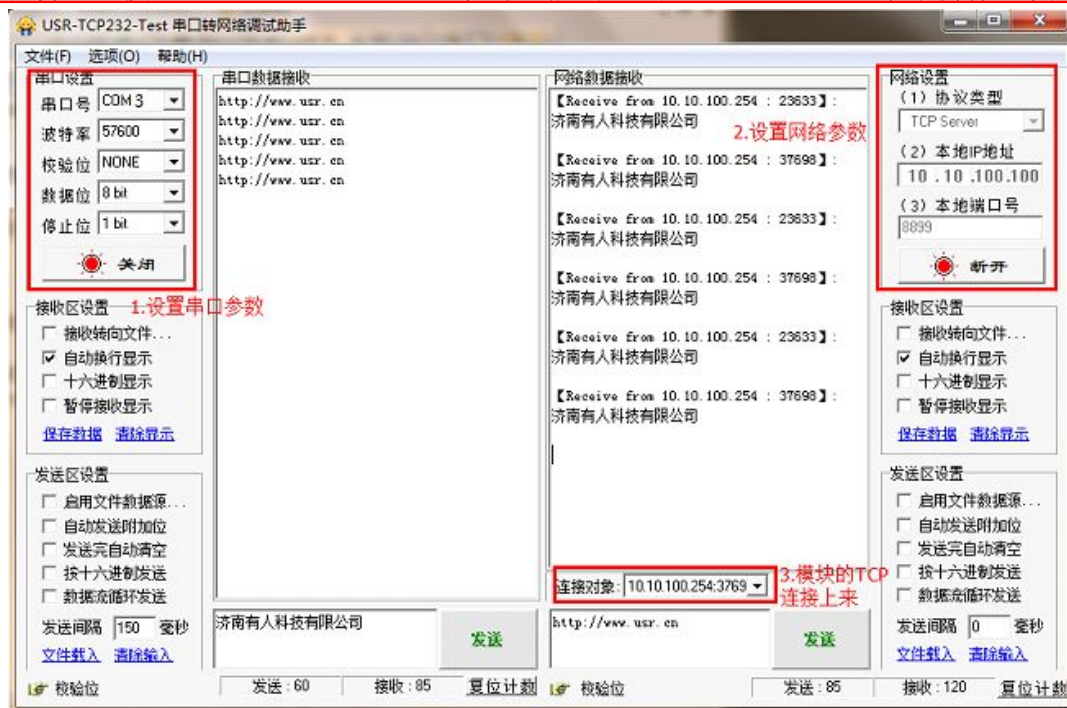 USR-TCP232-Test 串口转网络调试助手
文件(F) 选项(O) 帮助(H)
串口设置
串口号 COM3
波特率 57600
校验位 NONE
数据位 8 bit
停止位 1 bit
关闭
1.设置串口参数
接收区设置
接收转向文件...
自动换行显示
十六进制显示
暂停接收显示
保存数据 清除显示
发送区设置
启用文件数据源...
自动发送附加位
发送完自动清空
按十六进制发送
数据流循环发送
发送间隔 150 毫秒
文件载入 清除输入
校验位
串口数据接收
http://www.usr.cn
http://www.usr.cn
http://www.usr.cn
http://www.usr.cn
http://www.usr.cn
济南有人科技有限公司
发送
发送:60 接收:85 复位计数
网络数据接收
【Receive from 10.10.100.254 : 23633】:
济南有人科技有限公司
2.设置网络参数
【Receive from 10.10.100.254 : 37698】:
济南有人科技有限公司
【Receive from 10.10.100.254 : 23633】:
济南有人科技有限公司
【Receive from 10.10.100.254 : 37698】:
济南有人科技有限公司
【Receive from 10.10.100.254 : 23633】:
济南有人科技有限公司
【Receive from 10.10.100.254 : 37698】:
济南有人科技有限公司
连接对象: 10.10.100.254:3769
3.模块的TCP
连接上来
http://www.usr.cn
发送
校验位
发送:85 接收:120 复位计数
网络设置
(1) 协议类型
TCP Server
(2) 本地IP地址
10 .10 .100.100
(3) 本地端口号
8899
断开
接收区设置
接收转向文件...
自动换行显示
十六进制显示
暂停接收显示
保存数据 清除显示
发送区设置
启用文件数据源...
自动发送附加位
发送完自动清空
按十六进制发送
数据流循环发送
发送间隔 0 毫秒
文件载入 清除输入